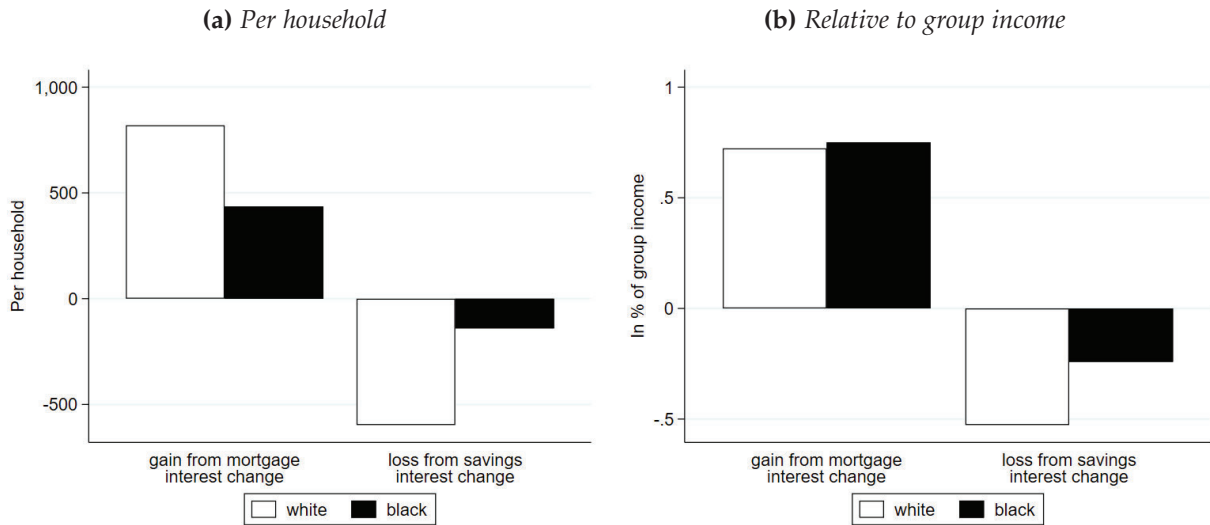 (a) Per household
1,000
500
0
-500
Per household
gain from mortgage
interest change
loss from savings
interest change
white
black
(b) Relative to group income
1
.5
0
-.5
In % of group income
gain from mortgage
interest change
loss from savings
interest change
white
black